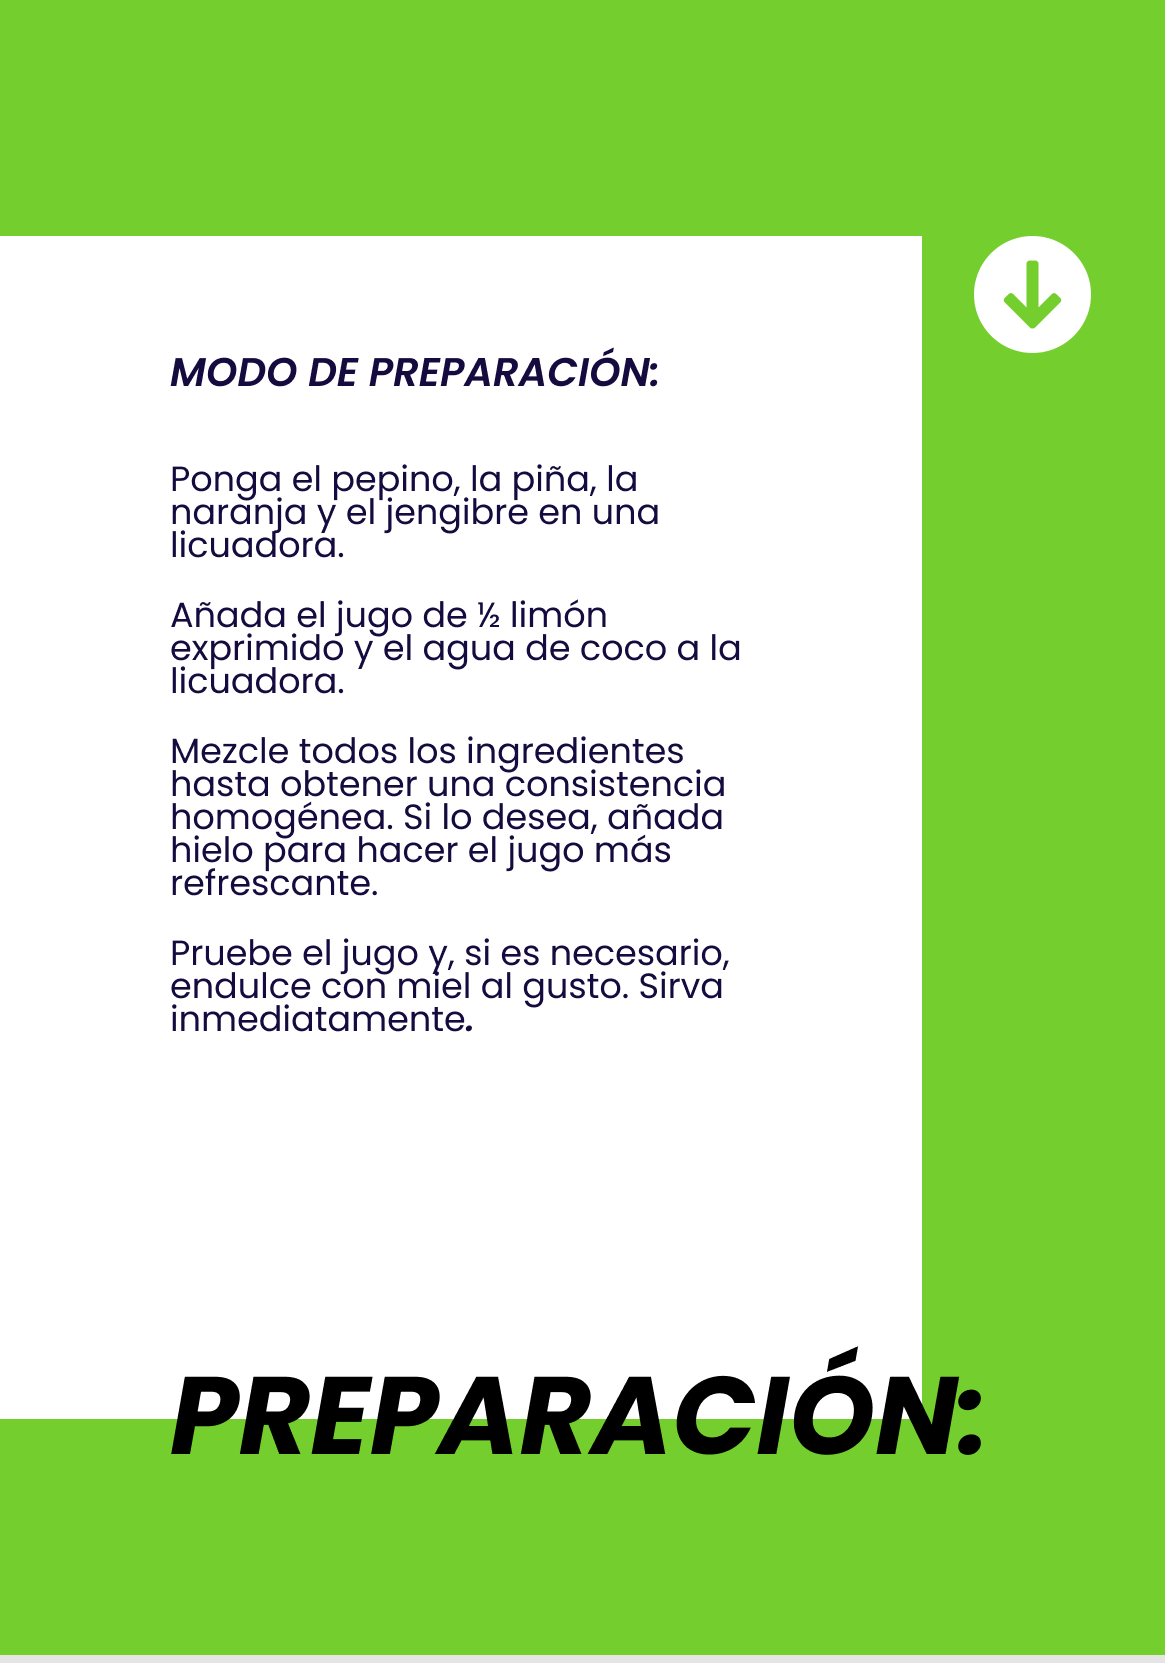 MODO DE PREPARACIÓN:
Ponga el pepino, la piña, la
naranja y el jengibre en una
licuadora.
Añada el jugo de ½ limón
exprimido y el agua de coco a la
licuadora.
Mezcle todos los ingredientes
hasta obtener una consistencia
homogénea. Si lo desea, añada
hielo para hacer el jugo más
refrescante.
Pruebe el jugo y, si es necesario,
endulce con miel al gusto. Sirva
inmediatamente.
PREPARACIÓN: